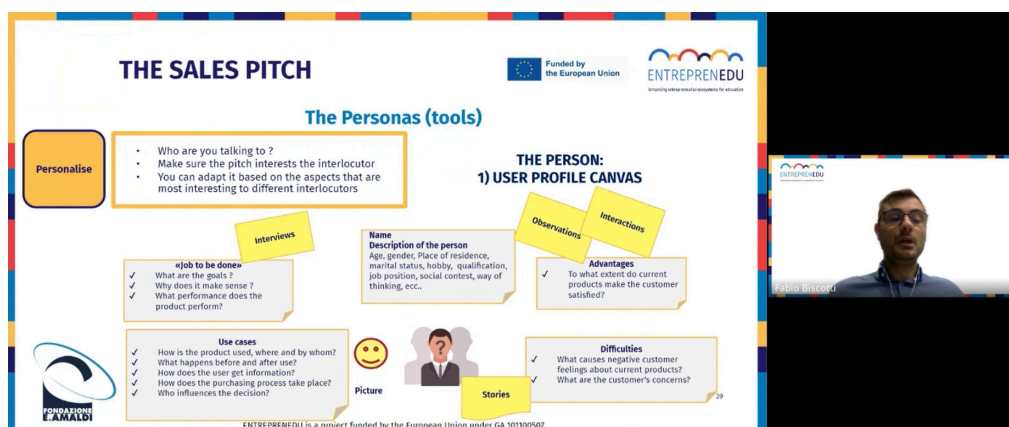 THE SALES PITCH
Funded by
the European Union
ENTREPRENEDU
Enhancing entrepreneurial ecosystems for education
The Personas (tools)
Personalise
• Who are you talking to ?
• Make sure the pitch interests the interlocutor
• You can adapt it based on the aspects that are
most interesting to different interlocutors
THE PERSON:
1) USER PROFILE CANVAS
Interviews
Observations
Interactions
«Job to be done»
✓ What are the goals ?
✓ Why does it make sense ?
✓ What performance does the
product perform?
Name
Description of the person
Age, gender, Place of residence,
marital status, hobby, qualification,
job position, social contest, way of
thinking, ecc..
Advantages
✓ To what extent do current
products make the customer
satisfied?
Use cases
✓ How is the product used, where and by whom?
✓ What happens before and after use?
✓ How does the user get information?
✓ How does the purchasing process take place?
✓ Who influences the decision?
Picture
?
Stories
Difficulties
✓ What causes negative customer
feelings about current products?
✓ What are the customer's concerns?
39
FONDAZIONE
E.AMALDI
ENTREPRENEDU is a project funded by the European Union under GA 101100507
ENTREPRENEDU
Fabio Biscotti